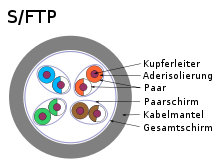 S/FTP
Kupferleiter
Aderisolierung
Paar
Paarschirm
Kabelmantel
Gesamtschirm